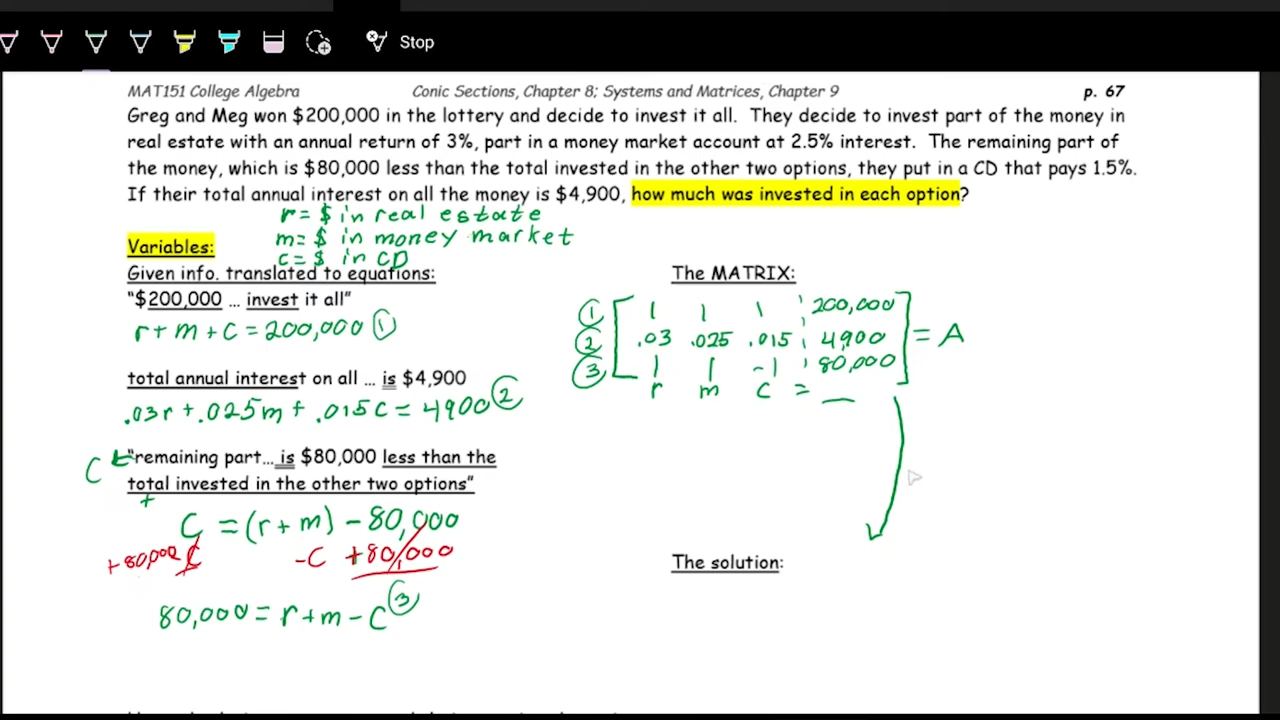 Stop
MAT151 College Algebra Conic Sections, Chapter 8; Systems and Matrices, Chapter 9 p. 67
Greg and Meg won $200,000 in the lottery and decide to invest it all. They decide to invest part of the money in
real estate with an annual return of 3%, part in a money market account at 2.5% interest. The remaining part of
the money, which is $80,000 less than the total invested in the other two options, they put in a CD that pays 1.5%.
If their total annual interest on all the money is $4,900, how much was invested in each option?
r = $ in real estate
m = $ in money market
Variables:
c = $ in CD
Given info. translated to equations:
"$200,000 … invest it all"
r + m + c = 200,000 ①
total annual interest on all … is $4,900
.03r + .025m + .015c = 4900 ②
C
"remaining part… is $80,000 less than the
total invested in the other two options"
+
C = (r + m) - 80,000
+80,000 -C -C +80,000
80,000 = r + m - C ③
The MATRIX:
① 1 1 1 200,000
② .03 .025 .015 4900 = A
③ 1 1 -1 80,000
r m c = _
The solution: